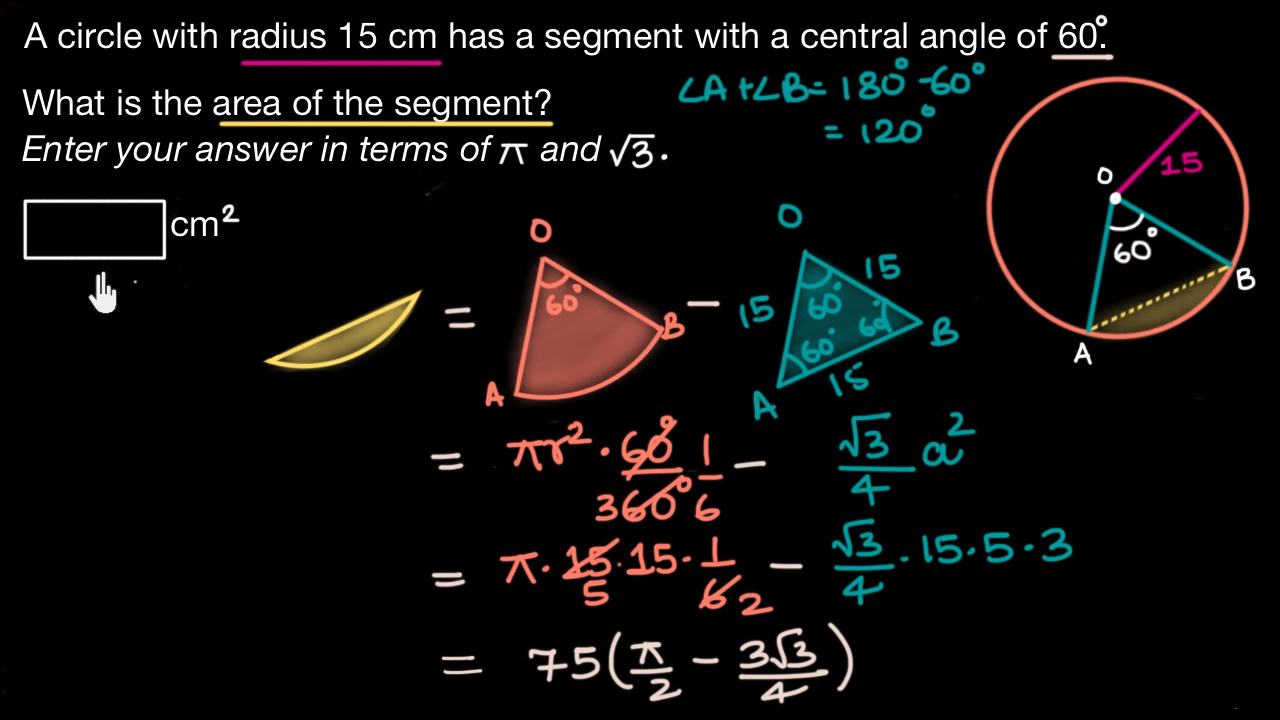 A circle with radius 15 cm has a segment with a central angle of 60°.
∠A+∠B= 180°-60°
= 120°
What is the area of the segment?
Enter your answer in terms of π and √3.
cm²
O 15 60° A B
= O 60° A B - O 15 15 60° 60° 60° A B 15
= πr² · 60°/360° 1/6 - √3/4 a²
= π · 15 5 · 15 · 1/6 2 - √3/4 · 15 · 5 · 3
= 75(π/2 - 3√3/4)